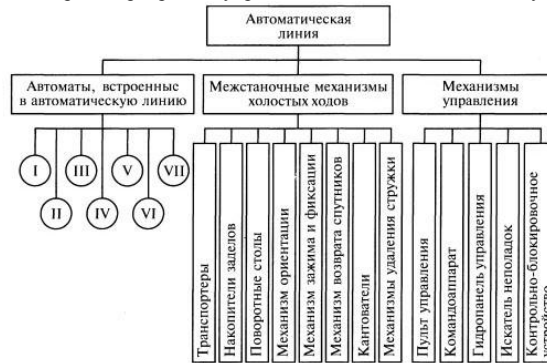 Автоматическая
линия
Автоматы, встроенные
в автоматическую линию
Межстаночные механизмы
холостых ходов
Механизмы
управления
I
III
V
VII
II
IV
VI
Транспортеры
Накопители заделов
Поворотные столы
Механизм ориентации
Механизм зажима и фиксации
Механизм возврата спутников
Кантователи
Механизмы удаления стружки
Пульт управления
Командоаппарат
Гидропанель управления
Искатель неполадок
Контрольно-блокировочное
устройство